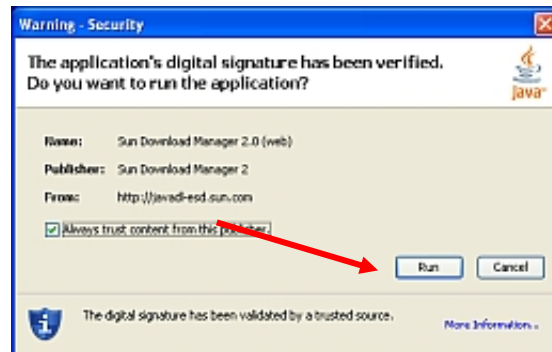 Warning - Security
The application's digital signature has been verified.
Do you want to run the application?
Java
Name: Sun Download Manager 2.0 (web)
Publisher: Sun Download Manager 2
From: http://javadl-esd.sun.com
Always trust content from this publisher.
Run Cancel
The digital signature has been validated by a trusted source.
More Information...